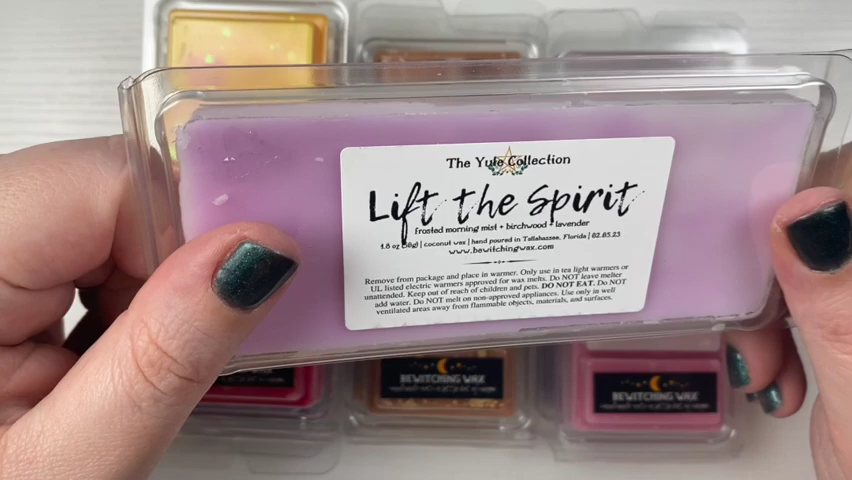 The Yule Collection
Lift the Spirit
frosted morning mist + birchwood + lavender
1.8 oz (50g) | coconut wax | hand poured in Tallahassee, Florida | 02.05.23
www.bewitchingwax.com
Remove from package and place in warmer. Only use in tea light warmers or
UL listed electric warmers approved for wax melts. Do NOT leave melter
unattended. Keep out of reach of children and pets. DO NOT EAT. Do NOT
add water. Do NOT melt on non-approved appliances. Use only in well
ventilated areas away from flammable objects, materials, and surfaces.
BEWITCHING WAX
BEWITCHING WAX